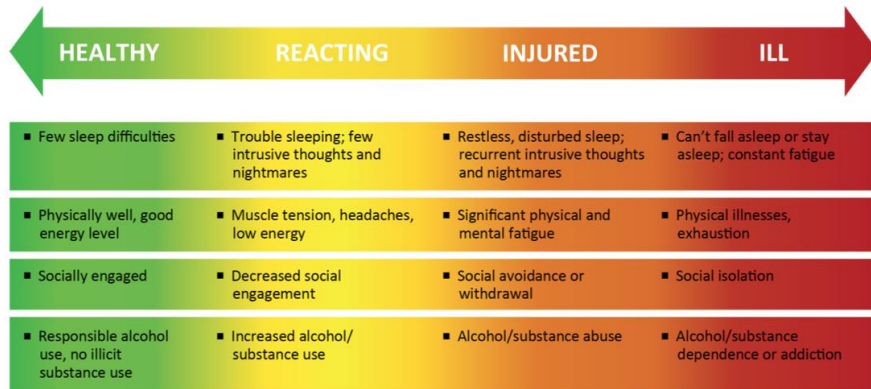 HEALTHY REACTING INJURED ILL
▪ Few sleep difficulties
▪ Trouble sleeping; few
intrusive thoughts and
nightmares
▪ Restless, disturbed sleep;
recurrent intrusive thoughts
and nightmares
▪ Can’t fall asleep or stay
asleep; constant fatigue
▪ Physically well, good
energy level
▪ Muscle tension, headaches,
low energy
▪ Significant physical and
mental fatigue
▪ Physical illnesses,
exhaustion
▪ Socially engaged
▪ Decreased social
engagement
▪ Social avoidance or
withdrawal
▪ Social isolation
▪ Responsible alcohol
use, no illicit
substance use
▪ Increased alcohol/
substance use
▪ Alcohol/substance abuse
▪ Alcohol/substance
dependence or addiction